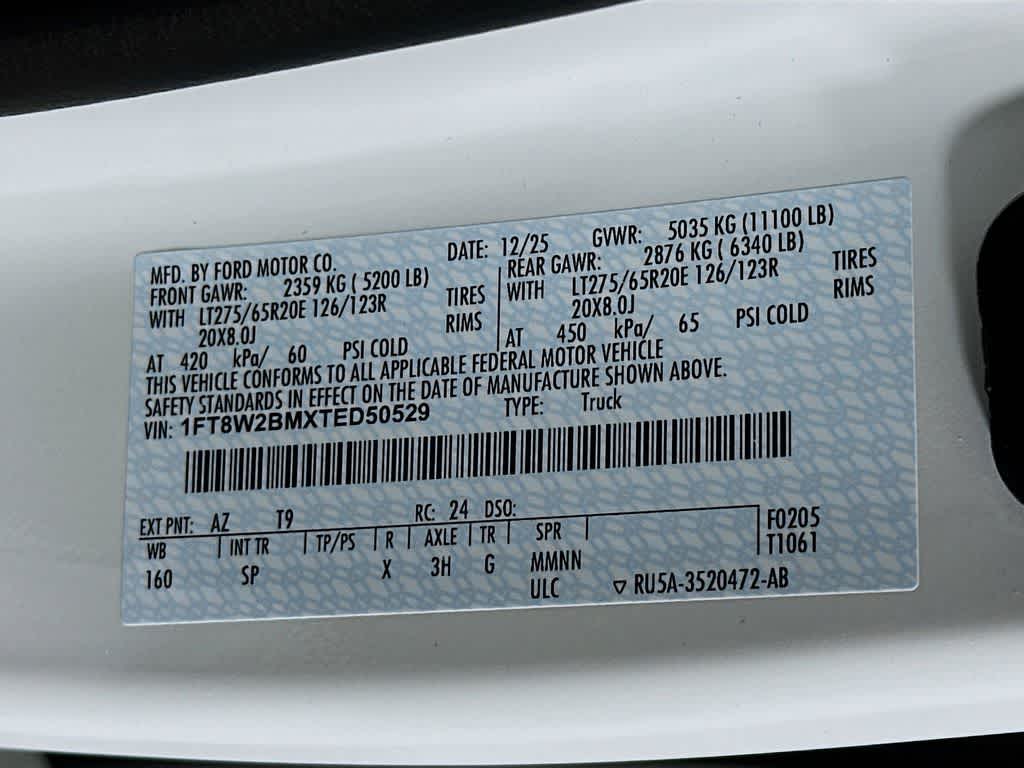 MFD. BY FORD MOTOR CO. DATE: 12/25 GVWR: 5035 KG (11100 LB)
FRONT GAWR: 2359 KG ( 5200 LB) REAR GAWR: 2876 KG ( 6340 LB)
WITH LT275/65R20E 126/123R TIRES WITH LT275/65R20E 126/123R TIRES
20X8.0J RIMS 20X8.0J RIMS
AT 420 kPa/ 60 PSI COLD AT 450 kPa/ 65 PSI COLD
THIS VEHICLE CONFORMS TO ALL APPLICABLE FEDERAL MOTOR VEHICLE
SAFETY STANDARDS IN EFFECT ON THE DATE OF MANUFACTURE SHOWN ABOVE.
VIN: 1FT8W2BMXTED50529 TYPE: Truck
EXT PNT: AZ T9 RC: 24 DSO: F0205
WB INT TR TP/PS R AXLE TR SPR T1061
160 SP X 3H G MMNN
ULC ▽ RU5A-3520472-AB